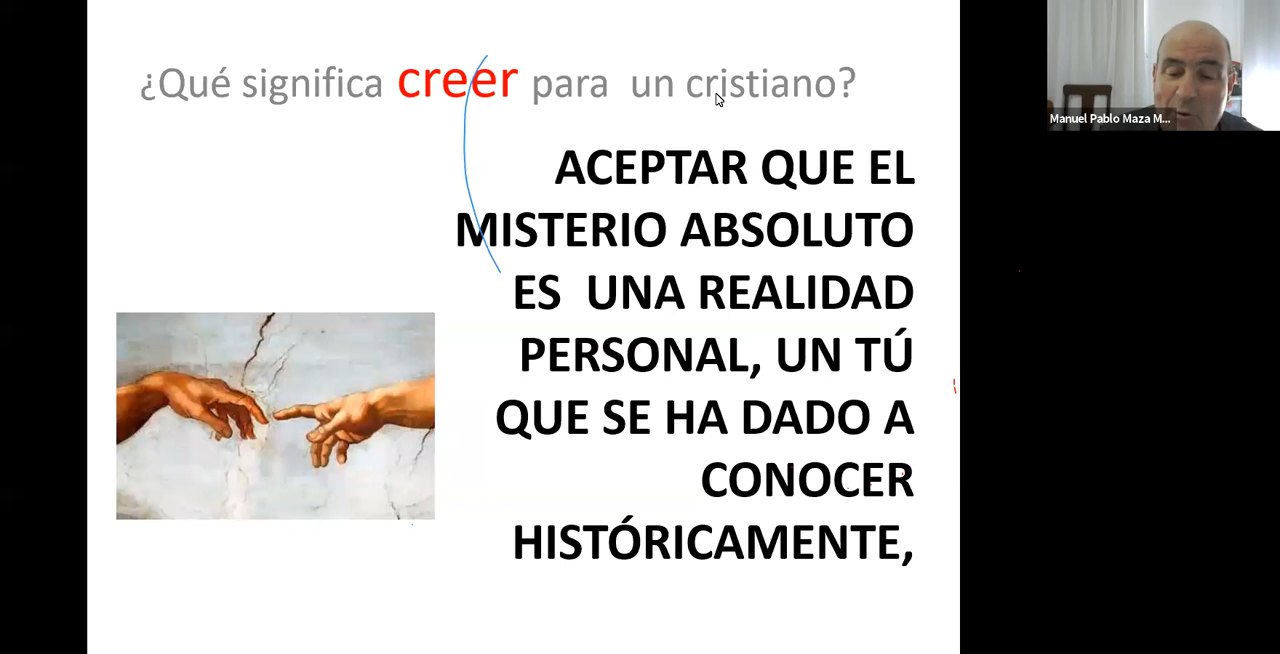 ¿Qué significa creer para un cristiano?
Manuel Pablo Maza M...
ACEPTAR QUE EL
MISTERIO ABSOLUTO
ES UNA REALIDAD
PERSONAL, UN TÚ
QUE SE HA DADO A
CONOCER
HISTÓRICAMENTE,